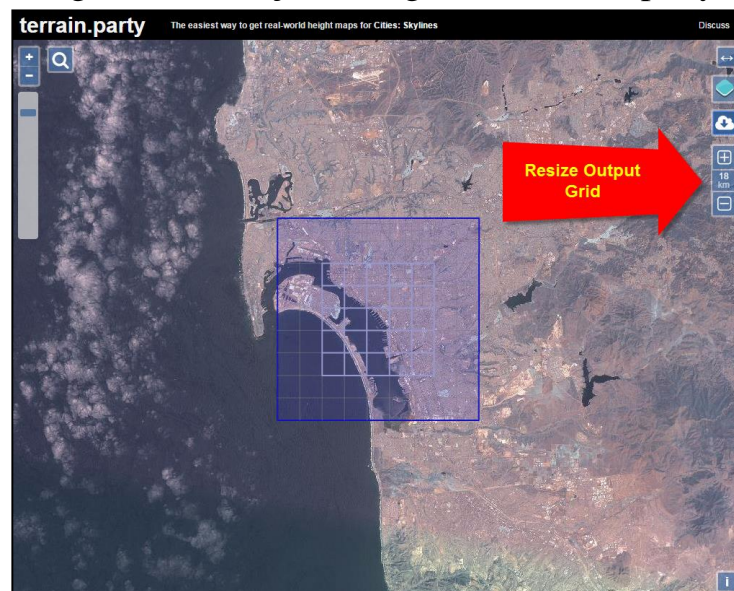 terrain.party
The easiest way to get real-world height maps for Cities: Skylines
Discuss
Resize Output
Grid
18
km
i